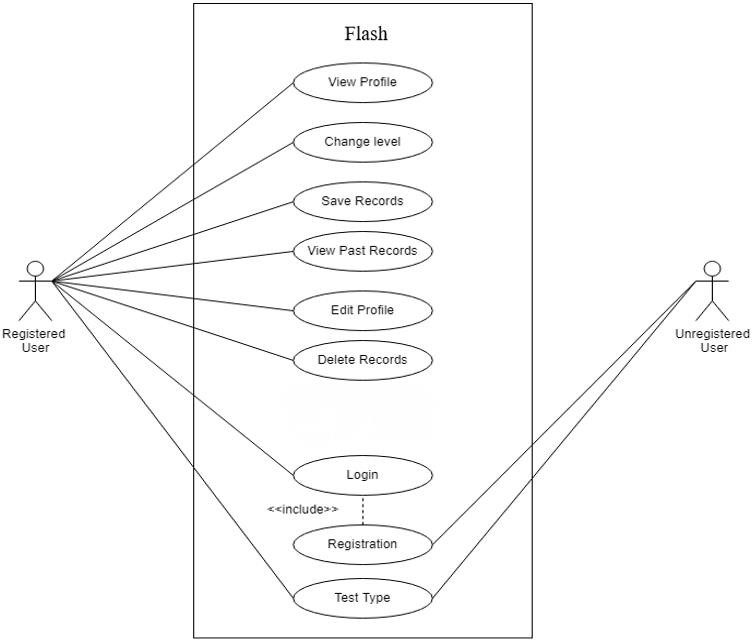 Flash
View Profile
Change level
Save Records
View Past Records
Registered
User
Unregistered
User
Edit Profile
Delete Records
Login
<<include>>
Registration
Test Type